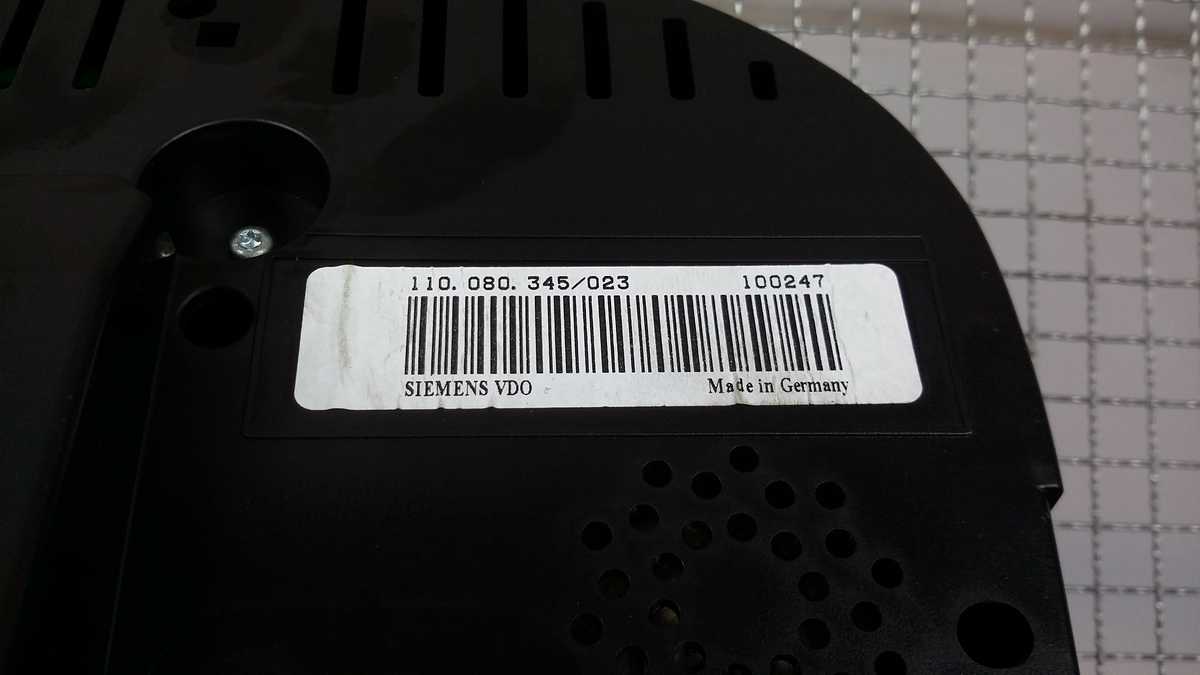 110. 080. 345/023 100247
SIEMENS VDO Made in Germany